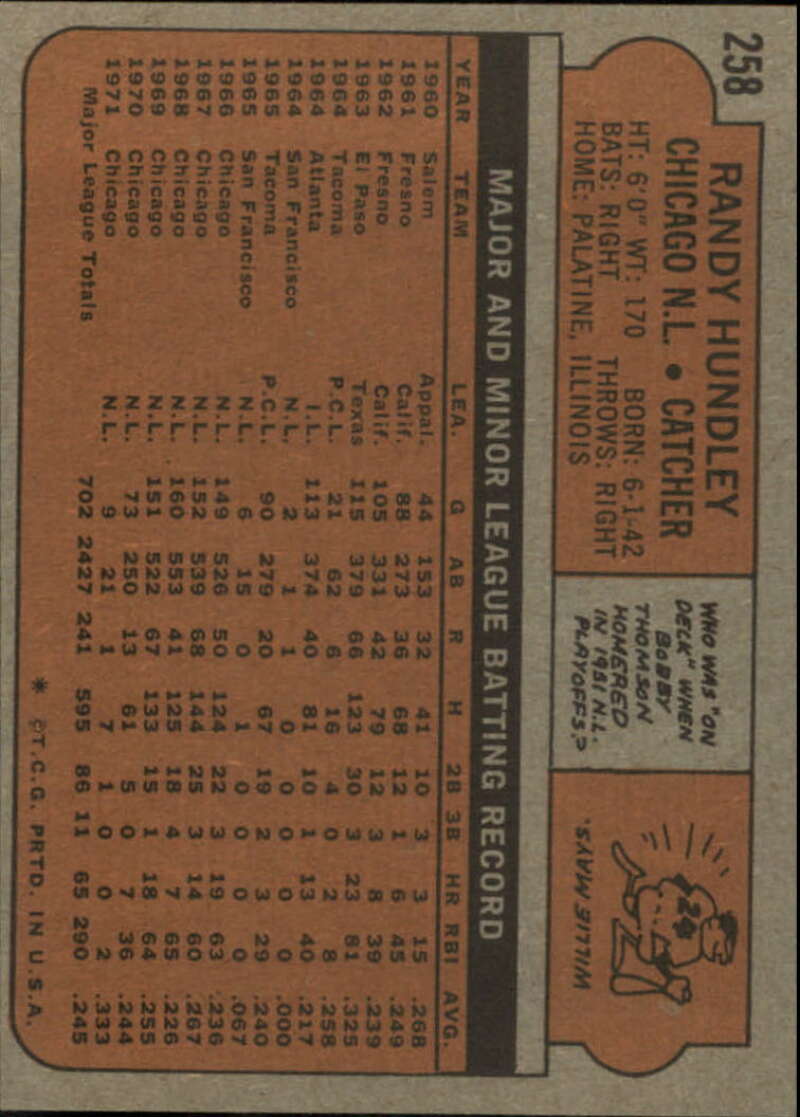 258
RANDY HUNDLEY
CHICAGO N.L. • CATCHER
HT: 6'0" WT: 170 BORN: 6-1-42
BATS: RIGHT THROWS: RIGHT
HOME: PALATINE, ILLINOIS
WHO WAS "ON
DECK" WHEN
BOBBY
THOMSON
HOMERED
IN 1951 N.L.
PLAYOFFS?
24
WILLIE MAYS.
MAJOR AND MINOR LEAGUE BATTING RECORD
YEAR TEAM LEA. G AB R H 2B 3B HR RBI AVG.
1960 Salem Appal. 44 153 32 41 10 3 3 15 .268
1961 Fresno Calif. 88 273 36 68 12 1 6 45 .249
1962 Fresno Calif. 105 331 42 79 12 3 8 39 .239
1963 El Paso Texas 115 379 66 123 30 3 23 81 .325
1964 Tacoma P.C.L. 21 62 6 16 4 0 2 8 .258
1964 Atlanta I.L. 113 374 40 81 10 1 13 40 .217
1964 San Francisco N.L. 2 1 1 0 0 0 0 0 .000
1965 Tacoma P.C.L. 90 279 20 67 19 2 3 29 .240
1965 San Francisco N.L. 6 15 0 1 0 0 0 0 .067
1966 Chicago N.L. 149 526 50 124 22 3 19 63 .236
1967 Chicago N.L. 152 539 68 144 25 3 14 60 .267
1968 Chicago N.L. 160 553 41 125 18 4 7 65 .226
1969 Chicago N.L. 151 522 67 133 15 1 18 64 .255
1970 Chicago N.L. 73 250 13 61 5 0 7 36 .244
1971 Chicago N.L. 9 21 1 7 1 0 0 2 .333
Major League Totals 702 2427 241 595 86 11 65 290 .245
* ©T.C.G. PRTD. IN U.S.A.